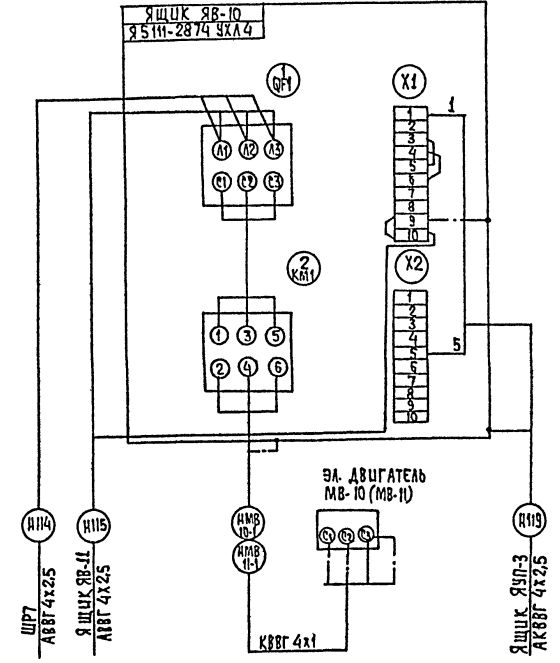 ЯЩИК ЯВ-10
Я5111-2874 УХЛ4
1
QF1
X1
Л1 Л2 Л3
С1 С2 С3
1
1
2
3
4
5
6
7
8
9
10
2
КМ1
X2
1
2
3
4
5
6
7
8
9
10
5
1 3 5
2 4 6
ЭЛ. ДВИГАТЕЛЬ
МВ-10 (МВ-11)
С1 С2 С3
Н114
Н115
НМВ
10-1
НМВ
11-1
Н119
ЩР7
АВВГ 4х2,5
ЯЩИК ЯВ-11
АВВГ 4х2,5
КВВГ 4х1
ЯЩИК ЯУП-3
АКВВГ 4х2,5